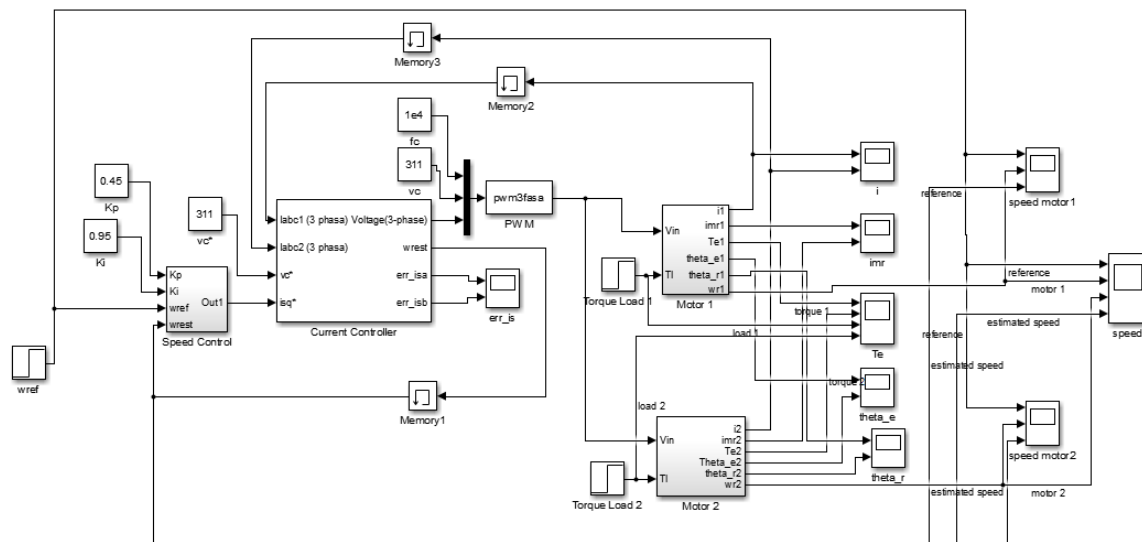 Memory3
Memory2
1e4
fc
311
vc
0.45
Kp
0.95
Ki
311
vc*
pwm3fasa
PWM
Iabc1 (3 phasa)
Iabc2 (3 phasa)
vc*
isq*
Voltage(3-phase)
wrest
err_isa
err_isb
Current Controller
err_is
Kp
Ki
wref
wrest
Out1
Speed Control
wref
Memory1
Torque Load 1
Vin
Tl
i1
imr1
Te1
theta_e1
theta_r1
wr1
Motor 1
i
imr
torque 1
load 1
Te
torque 2
theta_e
theta_r
load 2
Torque Load 2
Vin
Tl
i2
imr2
Te2
Theta_e2
theta_r2
wr2
Motor 2
reference
speed motor1
reference
motor 1
estimated speed
speed
reference
estimated speed
speed motor2
estimated speed
motor 2